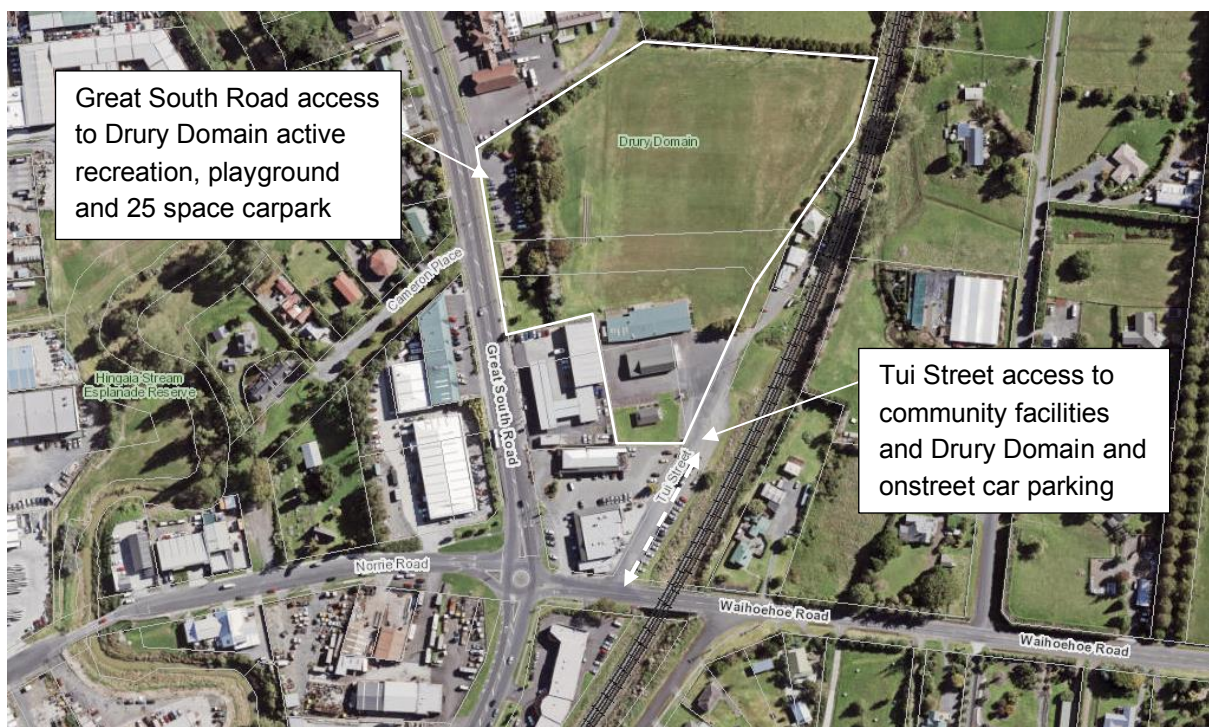 Great South Road access
to Drury Domain active
recreation, playground
and 25 space carpark
Drury Domain
Cameron Place
Hingaia Stream
Esplanade Reserve
Great South Road
Tui Street access to
community facilities
and Drury Domain and
onstreet car parking
Tui Street
Norrie Road
Waihoehoe Road
Waihoehoe Road